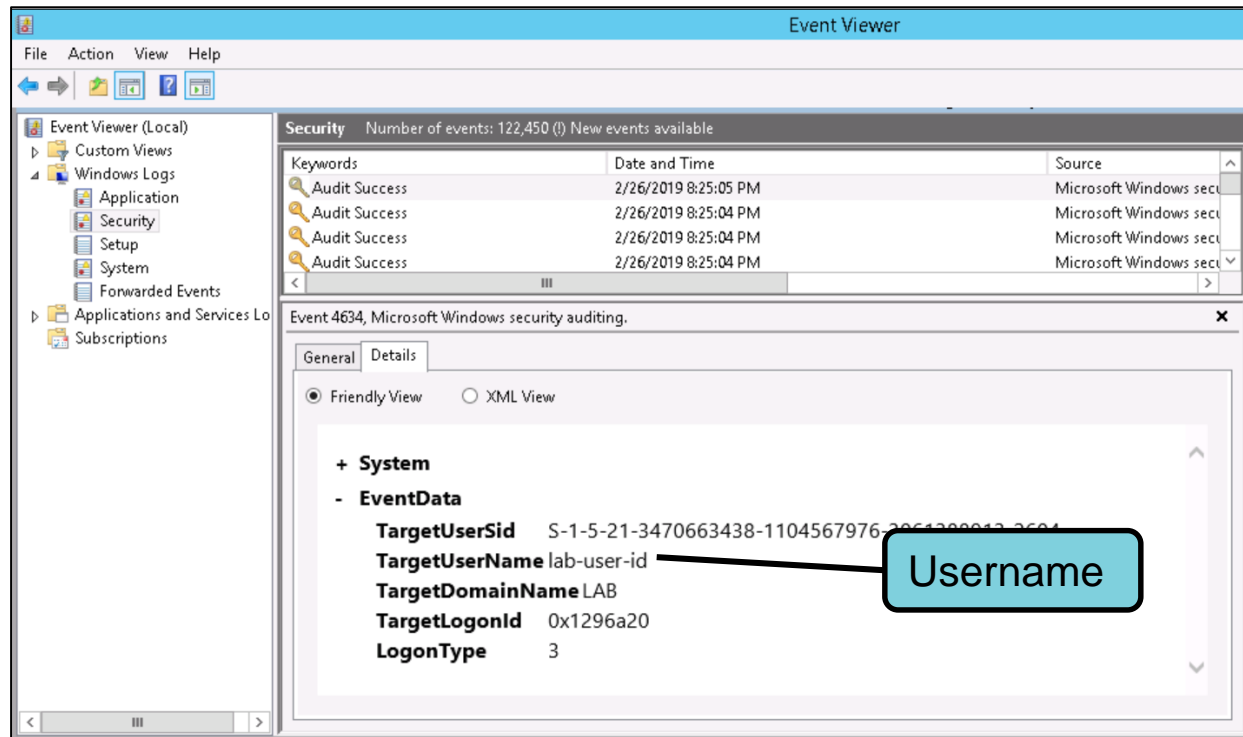 Event Viewer
File Action View Help
Event Viewer (Local)
Custom Views
Windows Logs
Application
Security
Setup
System
Forwarded Events
Applications and Services Lo
Subscriptions
Security Number of events: 122,450 (!) New events available
Keywords Date and Time Source
Audit Success 2/26/2019 8:25:05 PM Microsoft Windows secu
Audit Success 2/26/2019 8:25:04 PM Microsoft Windows secu
Audit Success 2/26/2019 8:25:04 PM Microsoft Windows secu
Audit Success 2/26/2019 8:25:04 PM Microsoft Windows secu
Event 4634, Microsoft Windows security auditing.
General Details
Friendly View XML View
+ System
- EventData
TargetUserSid S-1-5-21-3470663438-1104567976-
TargetUserName lab-user-id
Username
TargetDomainName LAB
TargetLogonId 0x1296a20
LogonType 3